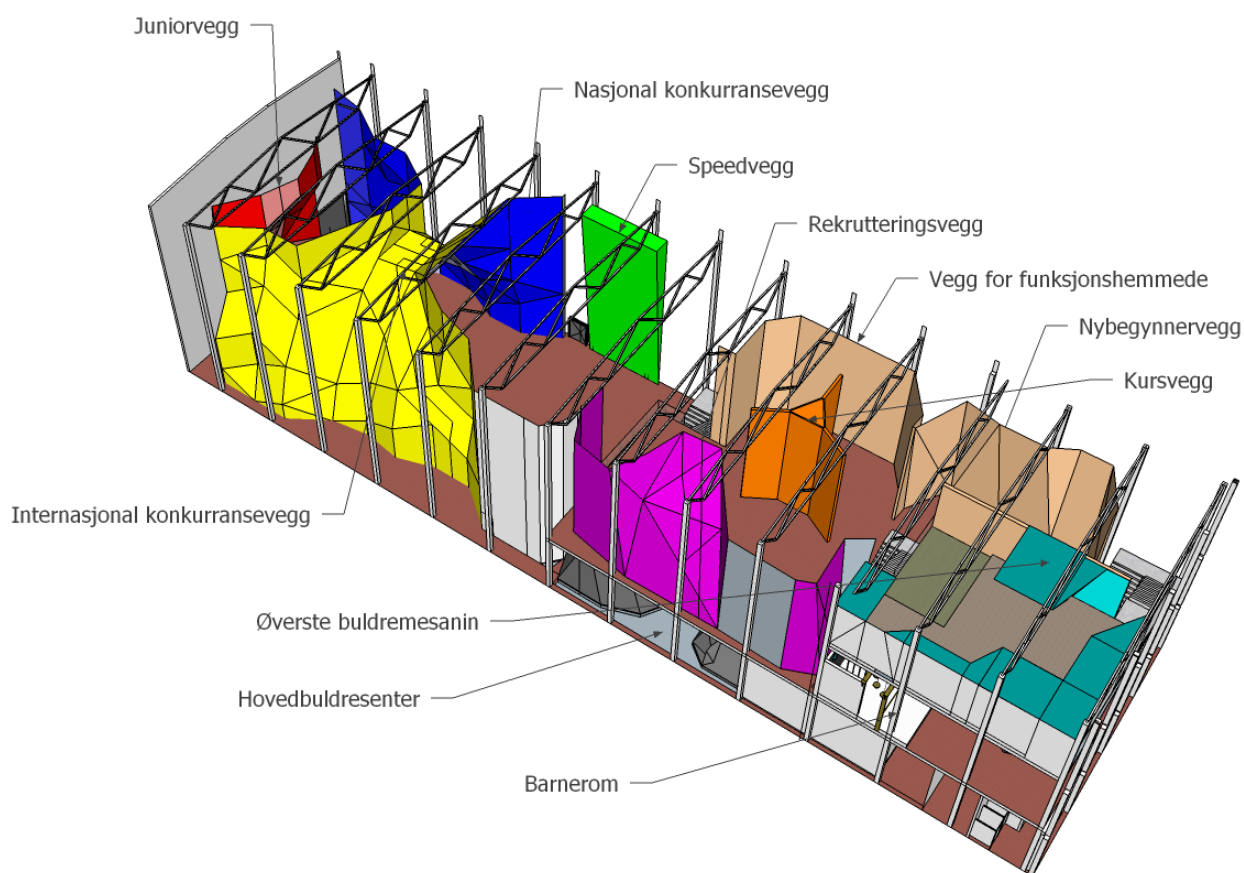 Juniorvegg
Nasjonal konkurransevegg
Speedvegg
Rekrutteringsvegg
Vegg for funksjonshemmede
Nybegynnervegg
Kursvegg
Internasjonal konkurransevegg
Øverste buldremesanin
Hovedbuldresenter
Barnerom